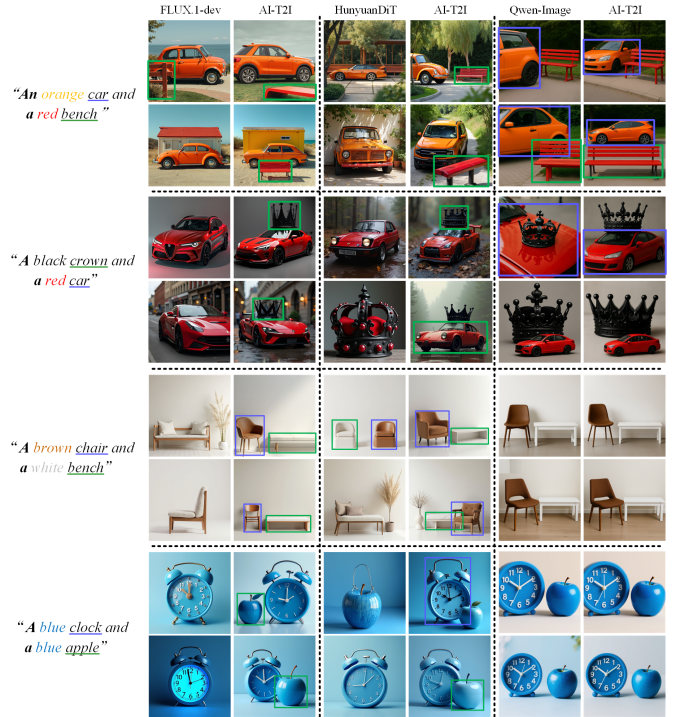 FLUX.1-dev AI-T2I HunyuanDiT AI-T2I Qwen-Image AI-T2I
“An orange car and
a red bench ”
“ A black crown and
a red car”
“ A brown chair and
a white bench”
“ A blue clock and
a blue apple”